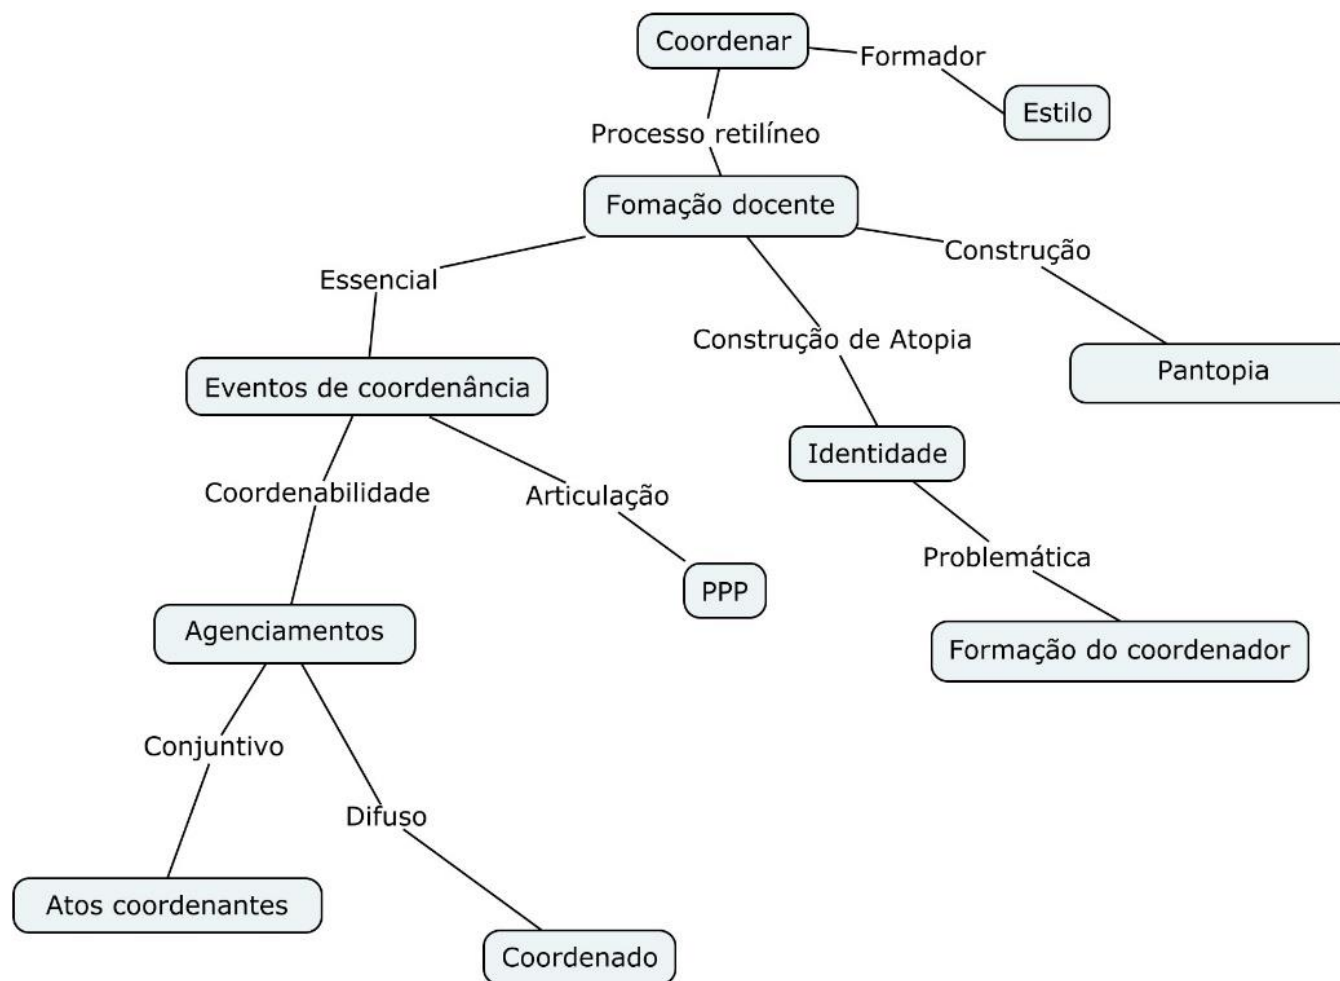 Coordenar
Formador
Estilo
Processo retilíneo
Fomação docente
Construção
Essencial
Construção de Atopia
Pantopia
Eventos de coordenância
Identidade
Coordenabilidade
Articulação
Problemática
PPP
Agenciamentos
Formação do coordenador
Conjuntivo
Difuso
Atos coordenantes
Coordenado